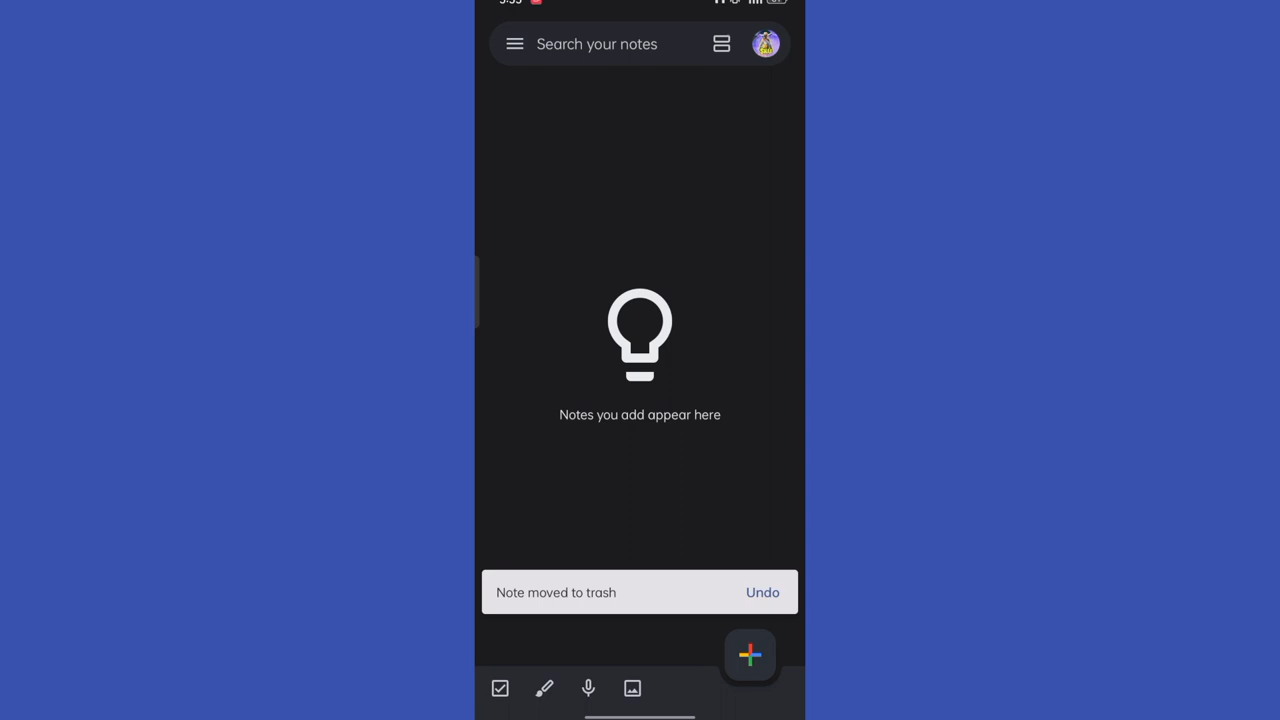 Search your notes
Notes you add appear here
Note moved to trash
Undo